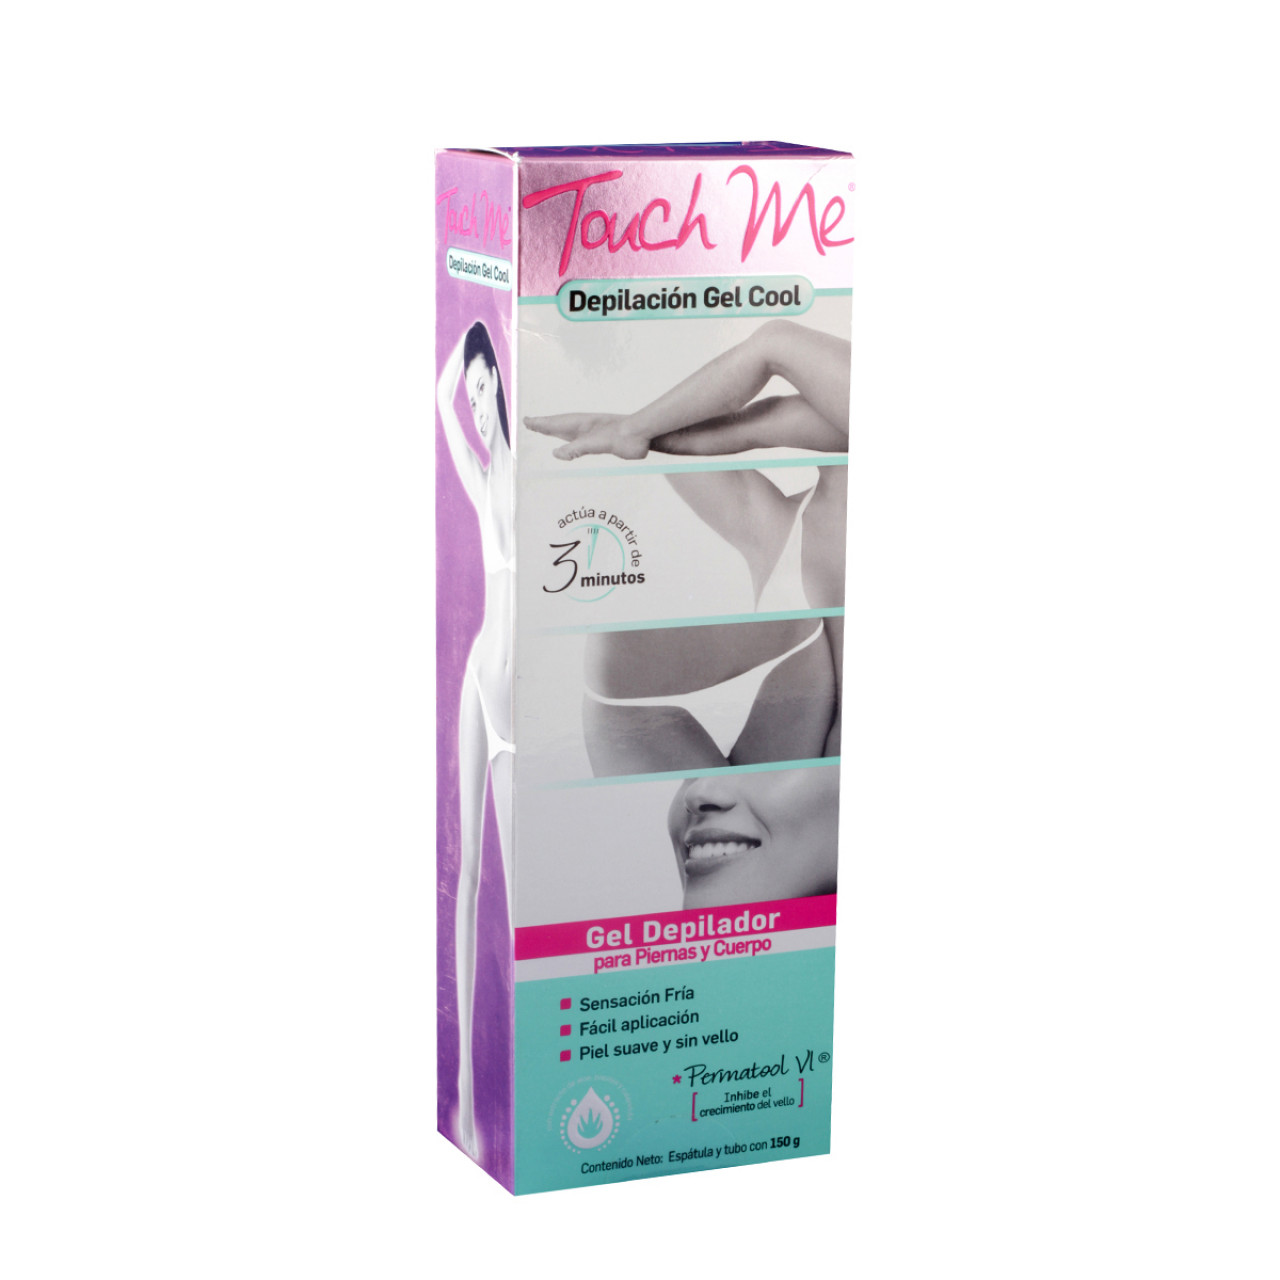 Touch Me®
Depilación Gel Cool
Touch Me®
Depilación Gel Cool
actúa a partir de
3 minutos
Gel Depilador
para Piernas y Cuerpo
Sensación Fría
Fácil aplicación
Piel suave y sin vello
* Permatool VI®
[Inhibe el
crecimiento del vello]
Contenido Neto: Espátula y tubo con 150 g